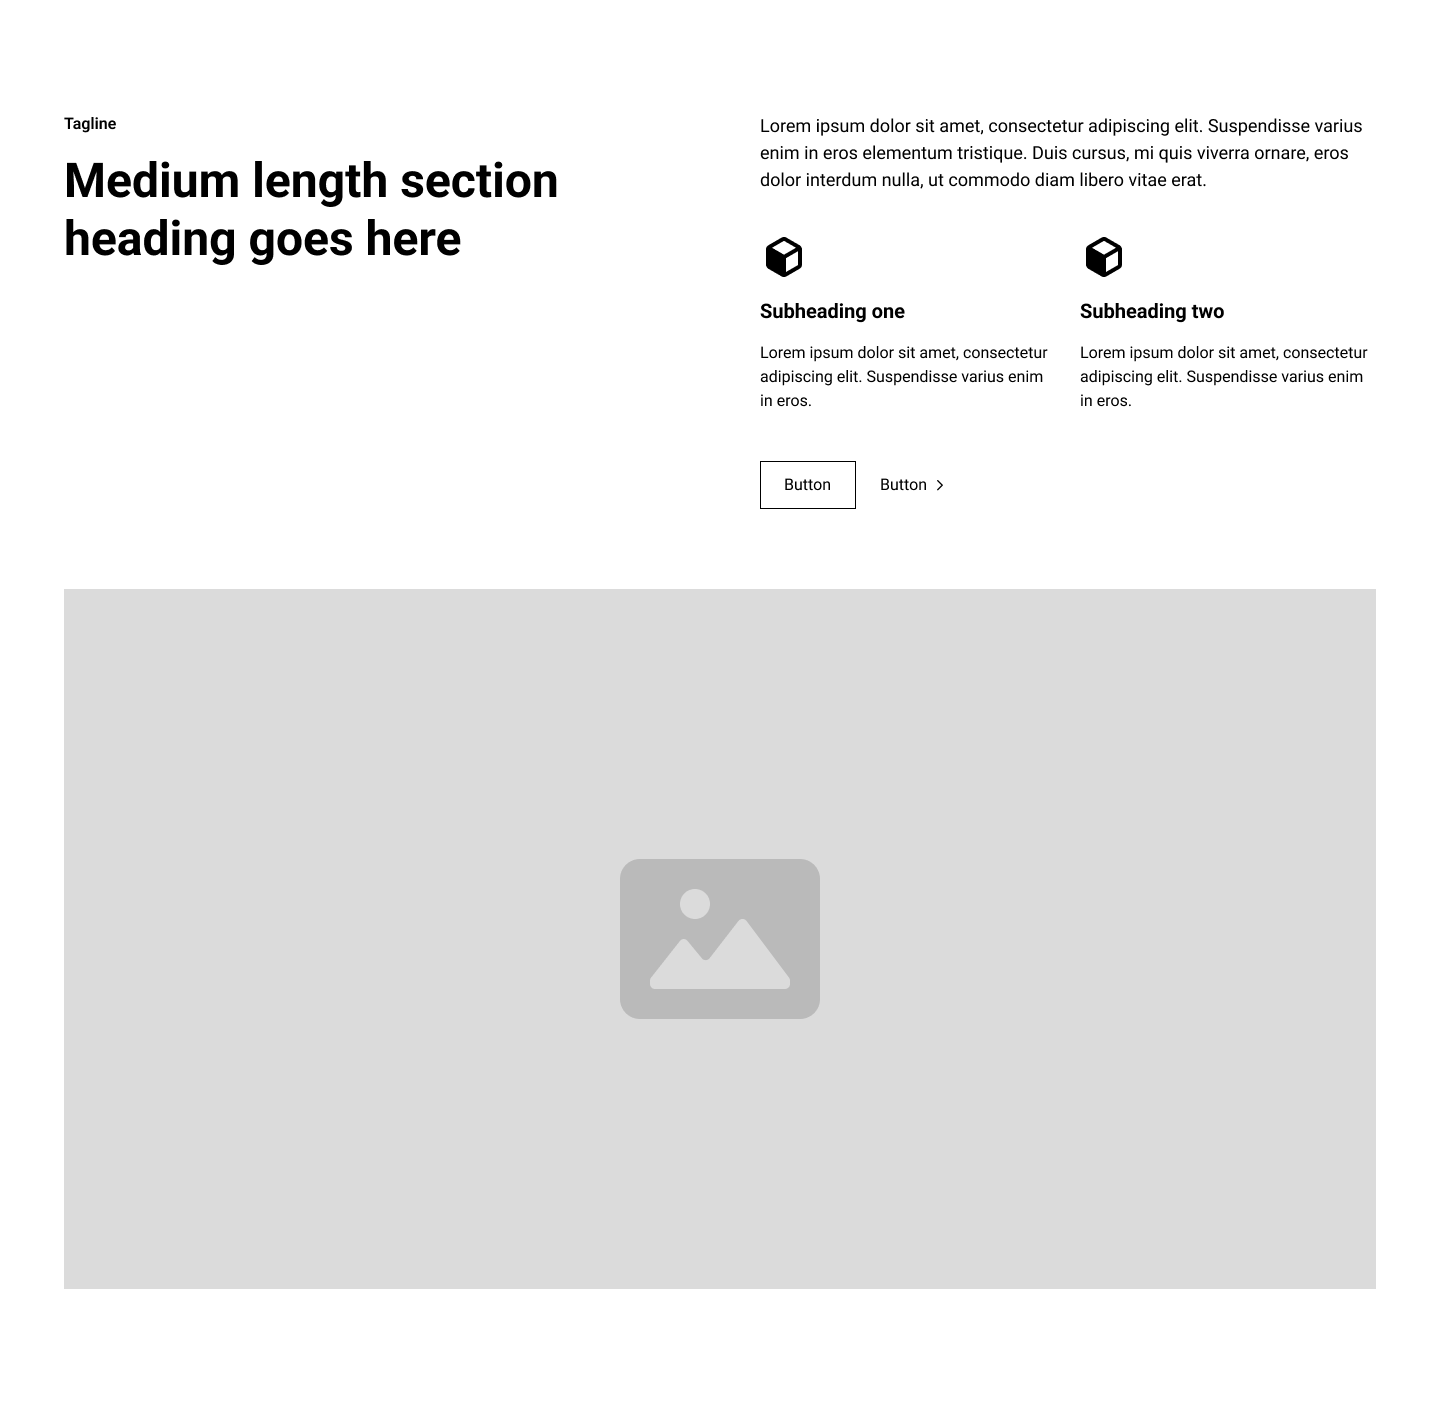 Tagline
Medium length section
heading goes here
Lorem ipsum dolor sit amet, consectetur adipiscing elit. Suspendisse varius
enim in eros elementum tristique. Duis cursus, mi quis viverra ornare, eros
dolor interdum nulla, ut commodo diam libero vitae erat.
Subheading one
Lorem ipsum dolor sit amet, consectetur
adipiscing elit. Suspendisse varius enim
in eros.
Subheading two
Lorem ipsum dolor sit amet, consectetur
adipiscing elit. Suspendisse varius enim
in eros.
Button
Button